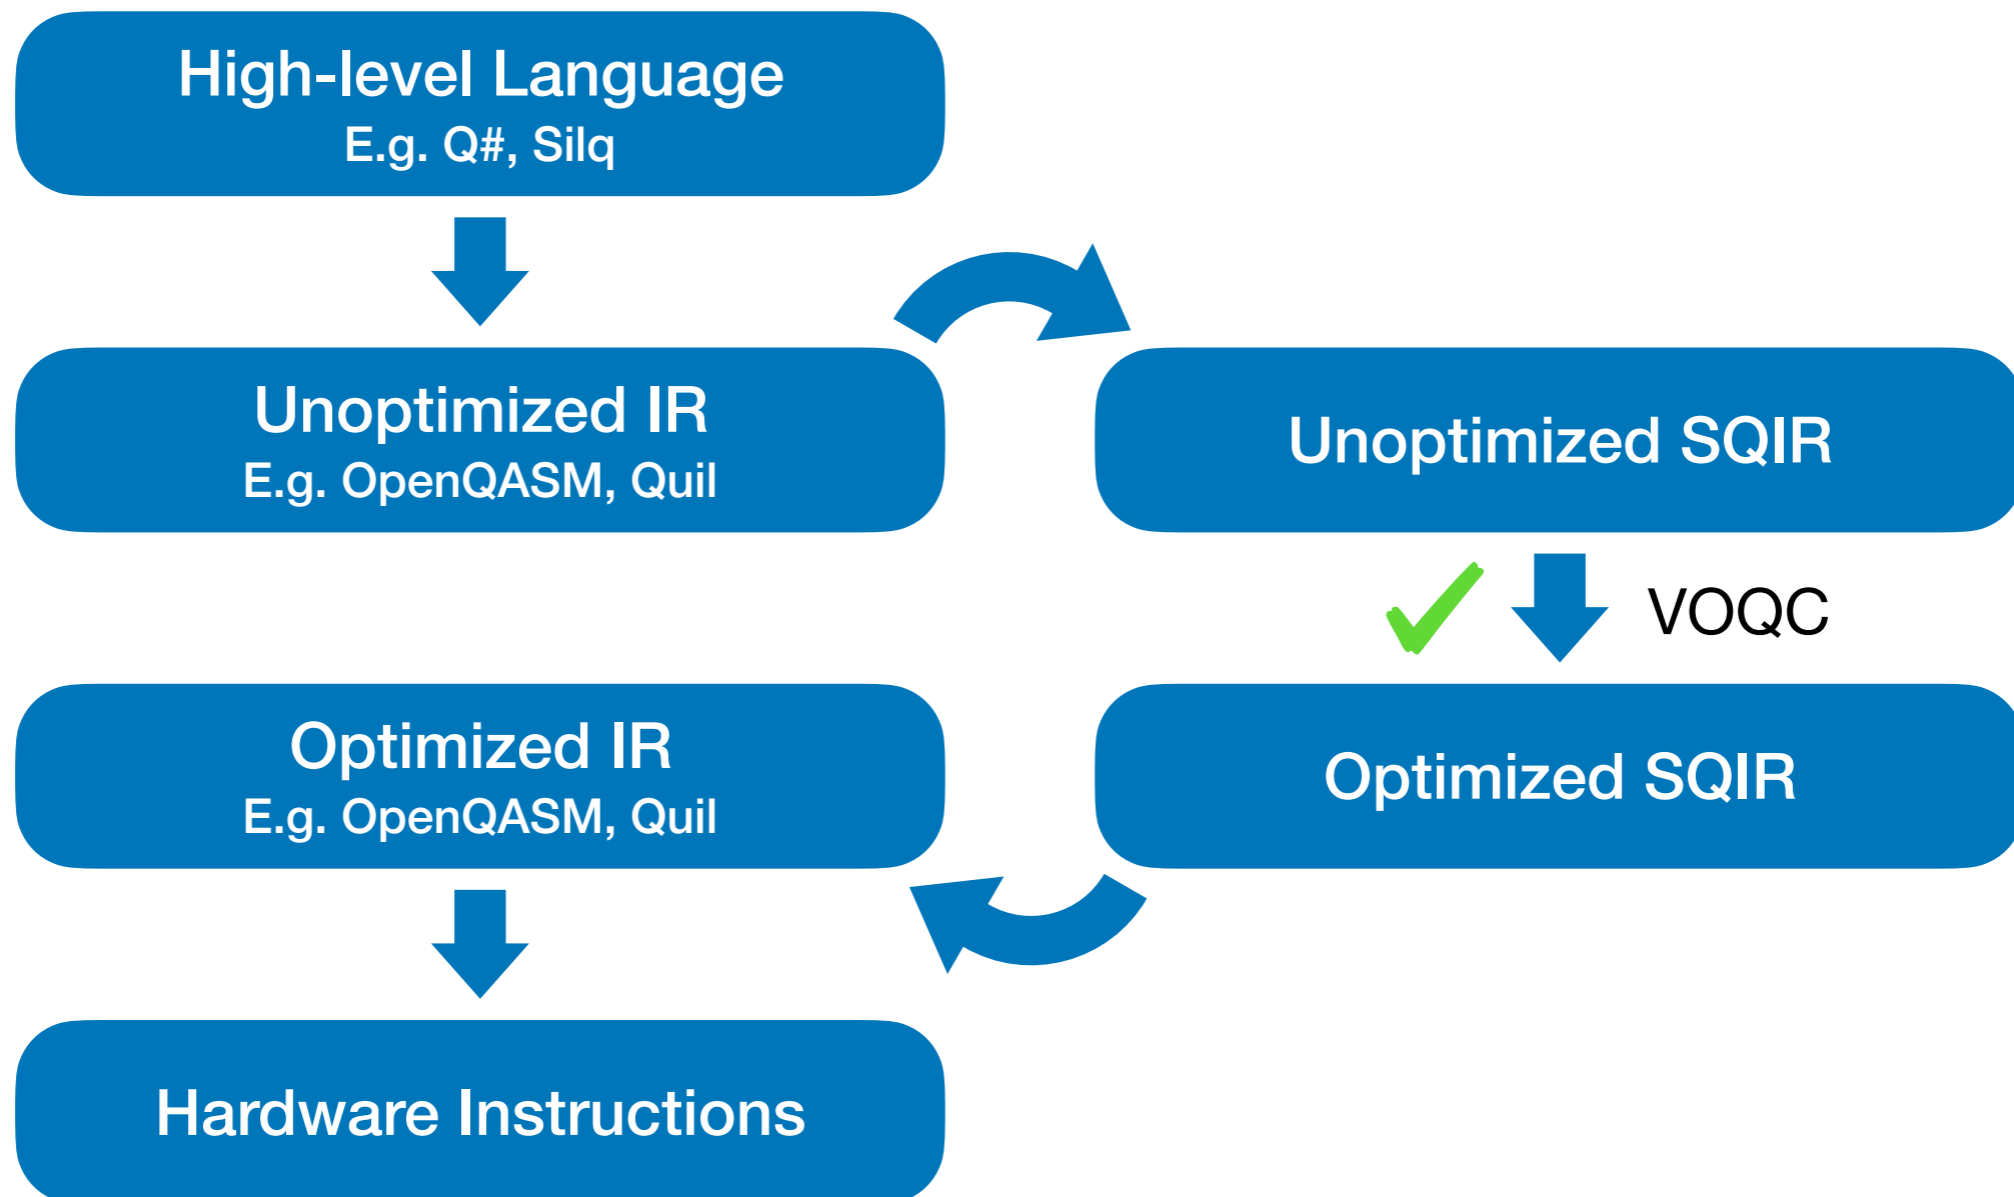 High-level Language
E.g. Q#, Silq
Unoptimized IR
E.g. OpenQASM, Quil
Unoptimized SQIR
VOQC
Optimized IR
E.g. OpenQASM, Quil
Optimized SQIR
Hardware Instructions